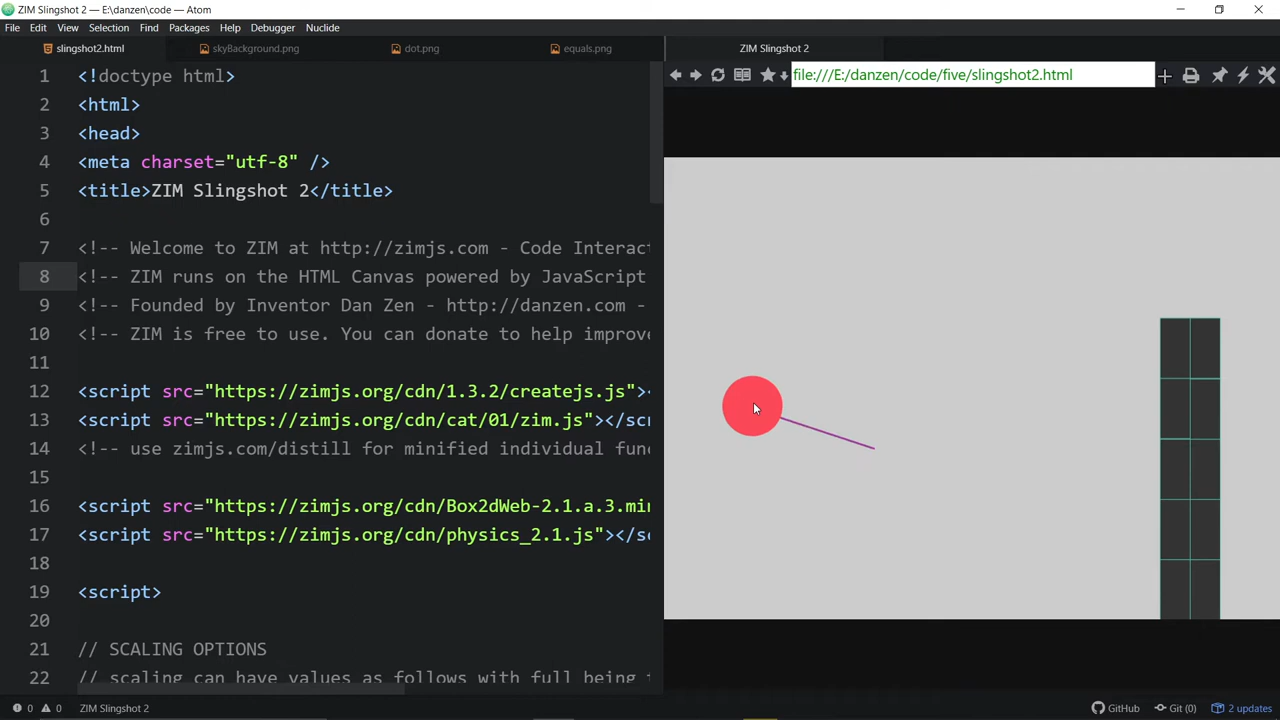 ZIM Slingshot 2 — E:\danzen\code — Atom
File Edit View Selection Find Packages Help Debugger Nuclide
slingshot2.html skyBackground.png dot.png equals.png ZIM Slingshot 2
file:///E:/danzen/code/five/slingshot2.html
1 <!doctype html>
2 <html>
3 <head>
4 <meta charset="utf-8" />
5 <title>ZIM Slingshot 2</title>
6
7 <!-- Welcome to ZIM at http://zimjs.com - Code Interact
8 <!-- ZIM runs on the HTML Canvas powered by JavaScript
9 <!-- Founded by Inventor Dan Zen - http://danzen.com -
10 <!-- ZIM is free to use. You can donate to help improve
11
12 <script src="https://zimjs.org/cdn/1.3.2/createjs.js"><
13 <script src="https://zimjs.org/cdn/cat/01/zim.js"></scr
14 <!-- use zimjs.com/distill for minified individual func
15
16 <script src="https://zimjs.org/cdn/Box2dWeb-2.1.a.3.min
17 <script src="https://zimjs.org/cdn/physics_2.1.js"></sc
18
19 <script>
20
21 // SCALING OPTIONS
22 // scaling can have values as follows with full being t
0 0 ZIM Slingshot 2 GitHub Git (0) 2 updates